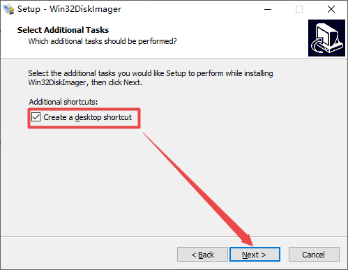 Setup - Win32DiskImager
Select Additional Tasks
Which additional tasks should be performed?
Select the additional tasks you would like Setup to perform while installing
Win32DiskImager, then click Next.
Additional shortcuts:
Create a desktop shortcut
< Back
Next >
Cancel